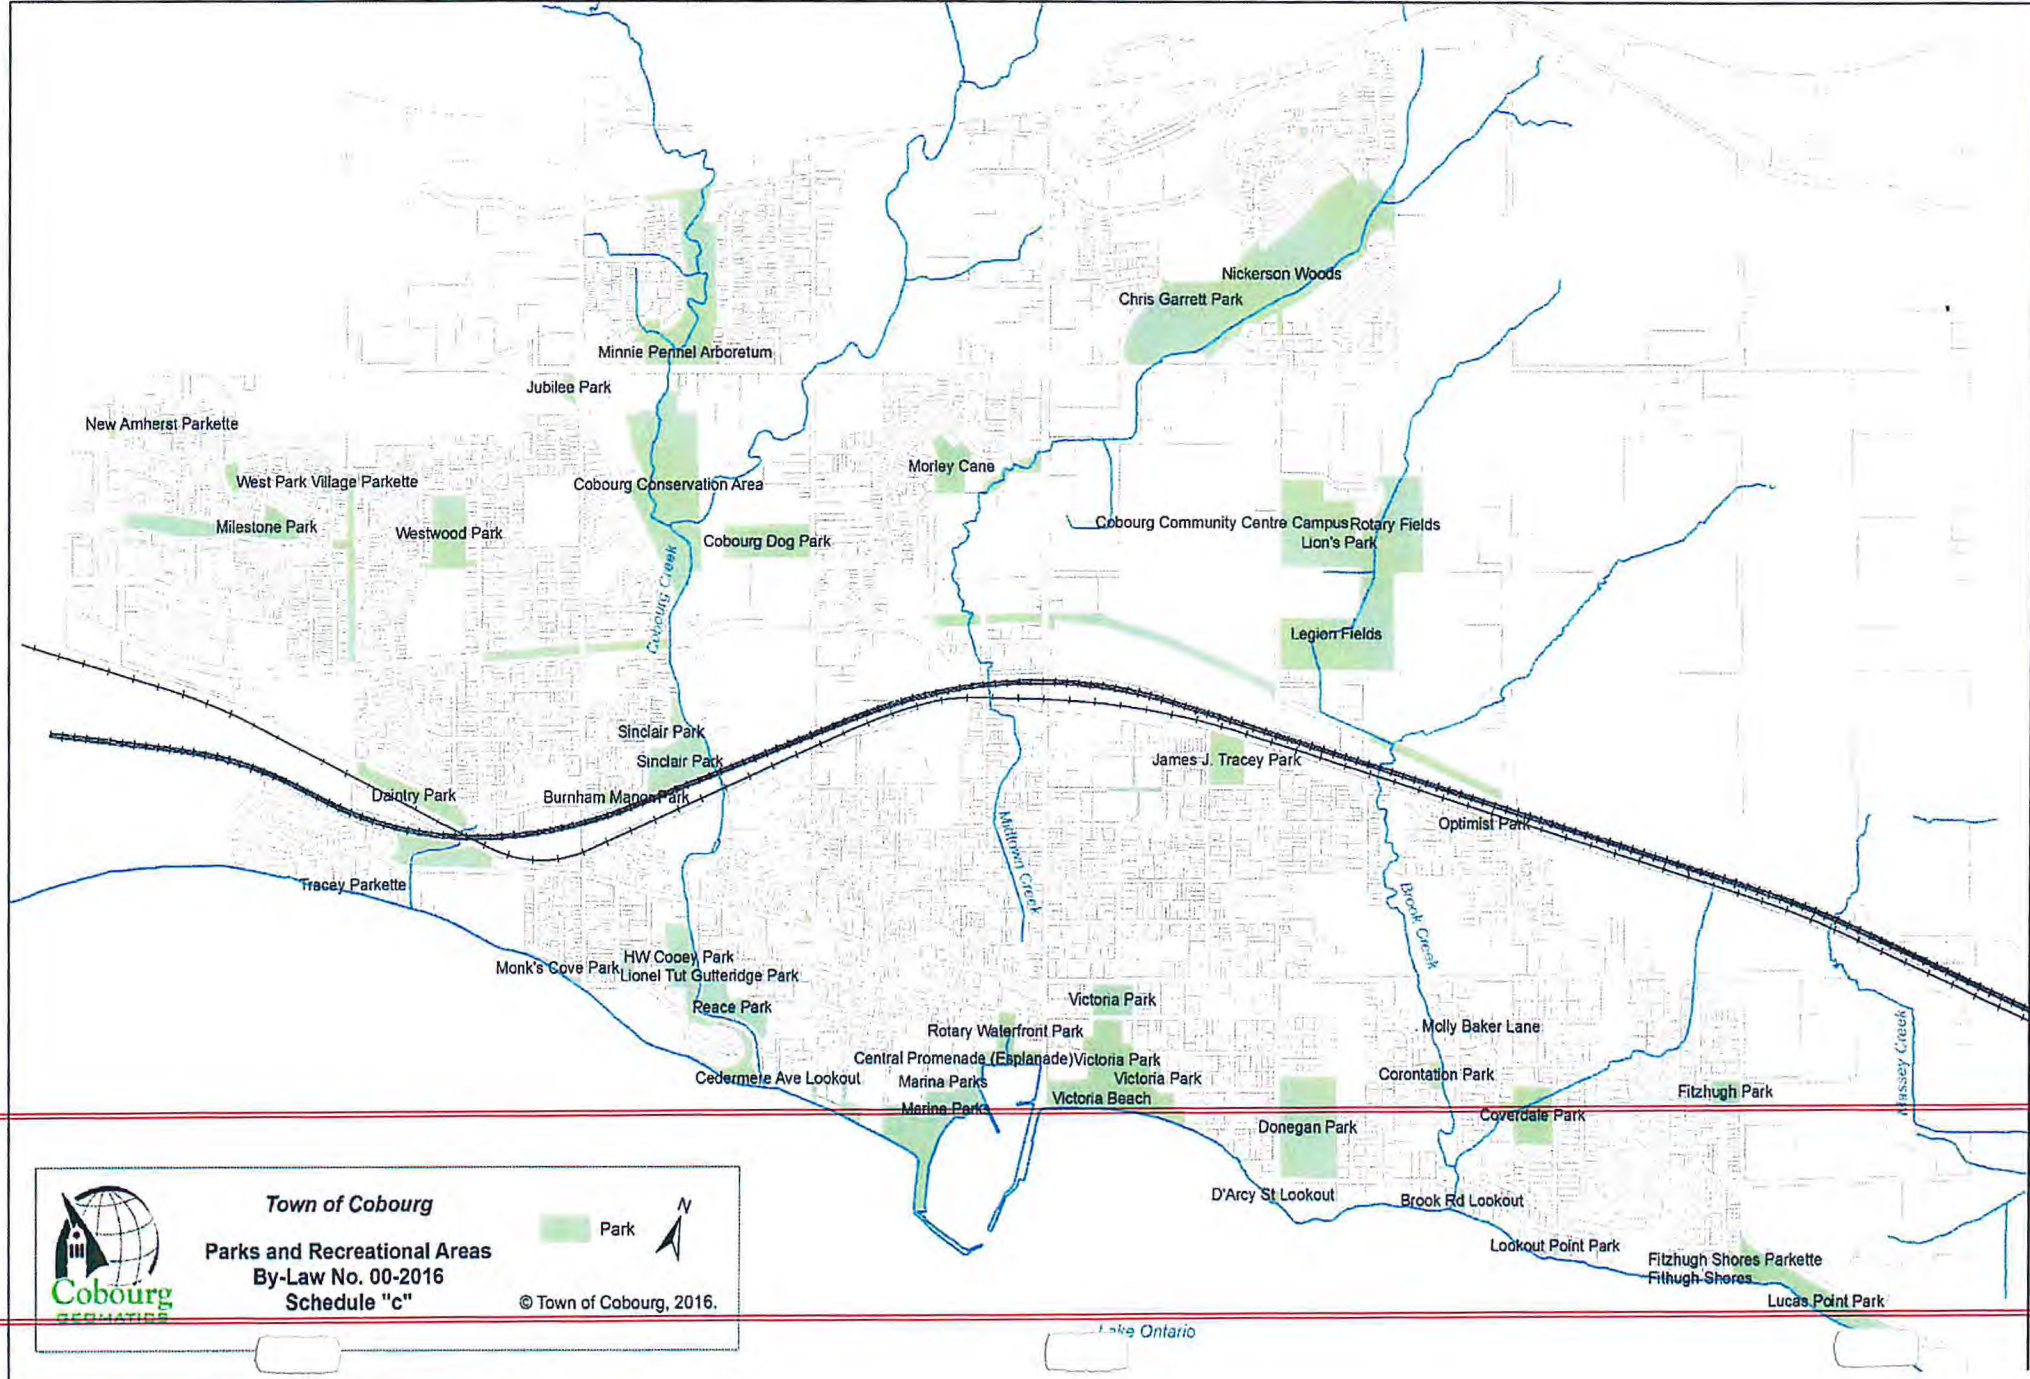 Nickerson Woods
Chris Garrett Park
Minnie Pennel Arboretum
Jubilee Park
New Amherst Parkette
West Park Village Parkette
Milestone Park
Westwood Park
Cobourg Conservation Area
Cobourg Dog Park
Morley Cane
Cobourg Community Centre Campus
Rotary Fields
Lion's Park
Legion Fields
Cobourg Creek
Sinclair Park
Sinclair Park
Burnham Manor Park
Daintry Park
Tracey Parkette
James J. Tracey Park
Optimist Park
Midtown Creek
Brook Creek
Monk's Cove Park
HW Cooey Park
Lionel Tut Gutteridge Park
Peace Park
Victoria Park
Rotary Waterfront Park
Central Promenade (Esplanade)
Victoria Park
Victoria Park
Marina Parks
Marina Parks
Victoria Beach
Cedermere Ave Lookout
Molly Baker Lane
Corontation Park
Coverdale Park
Fitzhugh Park
Massey Creek
Donegan Park
D'Arcy St Lookout
Brook Rd Lookout
Lookout Point Park
Fitzhugh Shores Parkette
Fithugh Shores
Lucas Point Park
Lake Ontario
Town of Cobourg
Parks and Recreational Areas
By-Law No. 00-2016
Schedule "c"
Park
N
© Town of Cobourg, 2016.
Cobourg
GEOMATICS